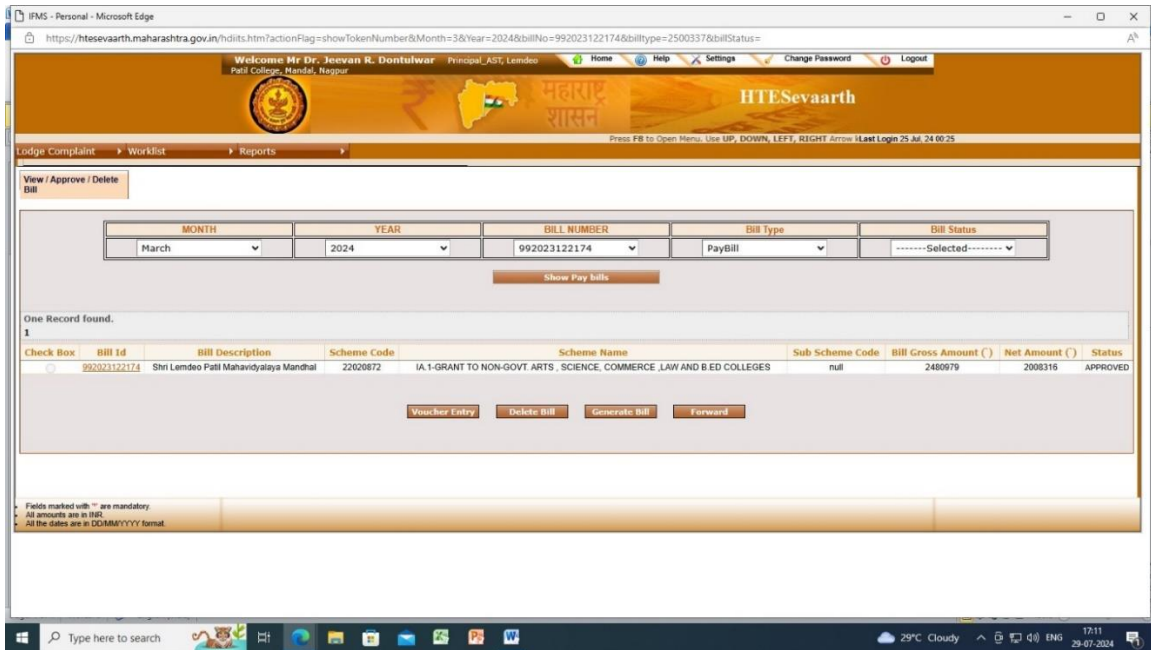 IFMS - Personal - Microsoft Edge
https://htesevaarth.maharashtra.gov.in/hdiits.htm?actionFlag=showTokenNumber&Month=3&Year=2024&billNo=992023122174&billtype=2500337&billStatus=
Welcome Mr Dr. Jeevan R. Dontulwar Principal_AST, Lemdeo
Patil College, Mandal, Nagpur
Home Help Settings Change Password Logout
महाराष्ट्र
शासन
HTESevaarth
Press F8 to Open Menu. Use UP, DOWN, LEFT, RIGHT Arrow Last Login 25 Jul, 24 00:25
Lodge Complaint Worklist Reports
View / Approve / Delete
Bill
MONTH YEAR BILL NUMBER Bill Type Bill Status
March 2024 992023122174 PayBill -------Selected--------
Show Pay bills
One Record found.
1
Check Box Bill Id Bill Description Scheme Code Scheme Name Sub Scheme Code Bill Gross Amount (`) Net Amount (`) Status
992023122174 Shri Lemdeo Patil Mahavidyalaya Mandhal 22020872 IA.1-GRANT TO NON-GOVT. ARTS , SCIENCE, COMMERCE ,LAW AND B.ED COLLEGES null 2480979 2008316 APPROVED
Voucher Entry Delete Bill Generate Bill Forward
Fields marked with "*" are mandatory.
All amounts are in INR.
All the dates are in DD/MM/YYYY format.
Type here to search
29°C Cloudy ENG 17:11
29-07-2024